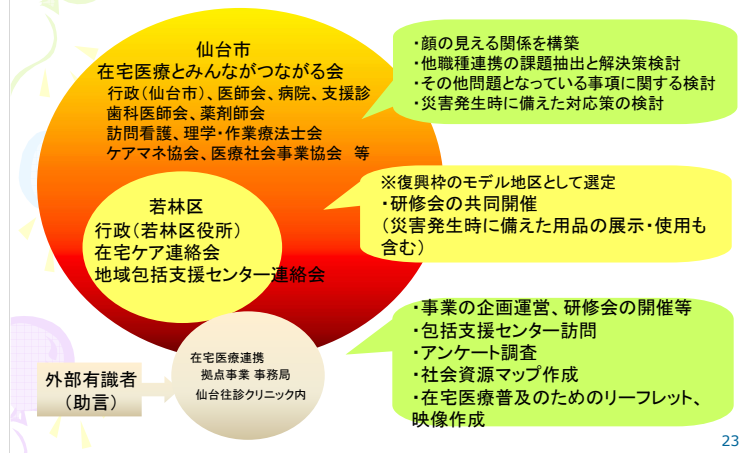 仙台市
在宅医療とみんながつながる会
行政(仙台市)、医師会、病院、支援診
歯科医師会、薬剤師会
訪問看護、理学・作業療法士会
ケアマネ協会、医療社会事業協会 等
・顔の見える関係を構築
・他職種連携の課題抽出と解決策検討
・その他問題となっている事項に関する検討
・災害発生時に備えた対応策の検討
若林区
行政(若林区役所)
在宅ケア連絡会
地域包括支援センター連絡会
※復興枠のモデル地区として選定
・研修会の共同開催
(災害発生時に備えた用品の展示・使用も
含む)
在宅医療連携
拠点事業 事務局
仙台往診クリニック内
外部有識者
(助言)
・事業の企画運営、研修会の開催等
・包括支援センター訪問
・アンケート調査
・社会資源マップ作成
・在宅医療普及のためのリーフレット、
映像作成
23